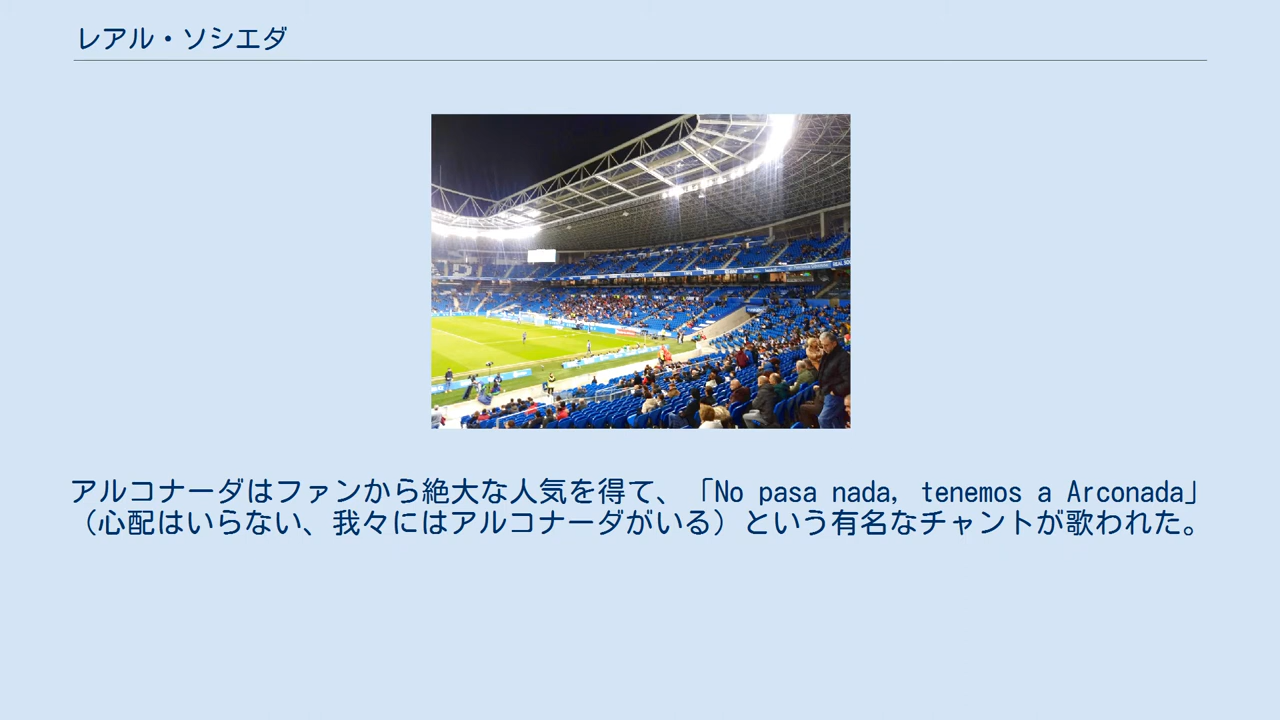 レアル・ソシエダ
アルコナーダはファンから絶大な人気を得て、「No pasa nada, tenemos a Arconada」
（心配はいらない、我々にはアルコナーダがいる）という有名なチャントが歌われた。